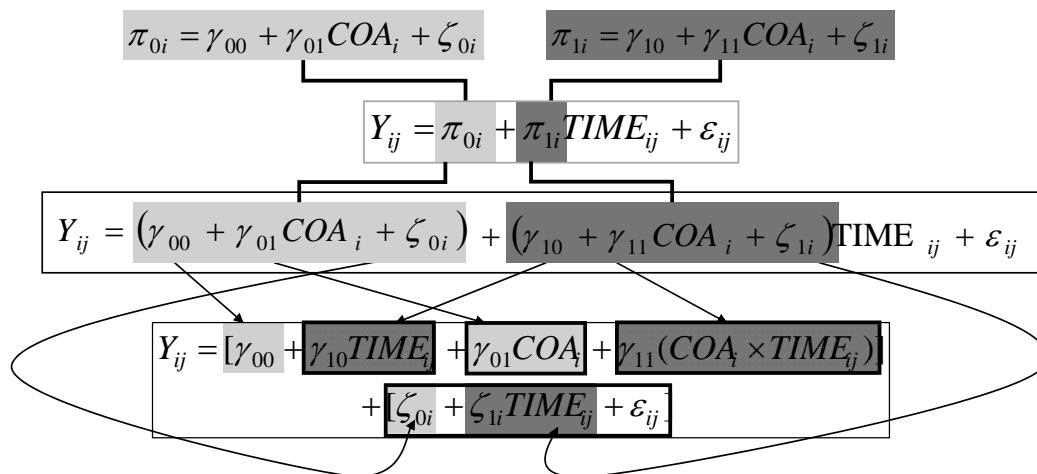 π₀ᵢ = γ₀₀ + γ₀₁COAᵢ + ζ₀ᵢ π₁ᵢ = γ₁₀ + γ₁₁COAᵢ + ζ₁ᵢ
Yᵢⱼ = π₀ᵢ + π₁ᵢTIMEᵢⱼ + εᵢⱼ
Yᵢⱼ = (γ₀₀ + γ₀₁COA ᵢ + ζ₀ᵢ) + (γ₁₀ + γ₁₁COA ᵢ + ζ₁ᵢ)TIME ᵢⱼ + εᵢⱼ
Yᵢⱼ = [γ₀₀ + γ₁₀TIMEᵢⱼ + γ₀₁COAᵢ + γ₁₁(COAᵢ × TIMEᵢⱼ)]
+ [ζ₀ᵢ + ζ₁ᵢTIMEᵢⱼ + εᵢⱼ]